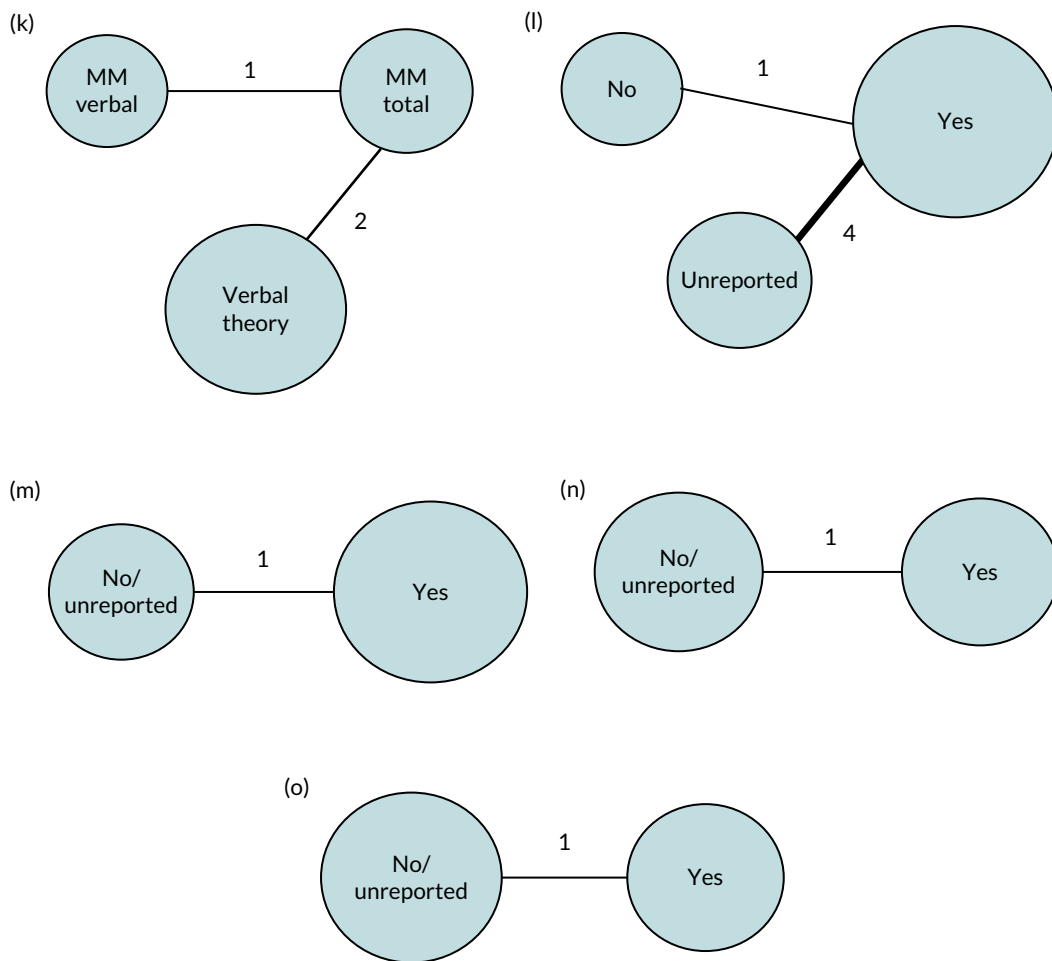 (k)
MM
verbal
1
MM
total
2
Verbal
theory
(l)
No
1
Yes
4
Unreported
(m)
No/
unreported
1
Yes
(n)
No/
unreported
1
Yes
(o)
No/
unreported
1
Yes